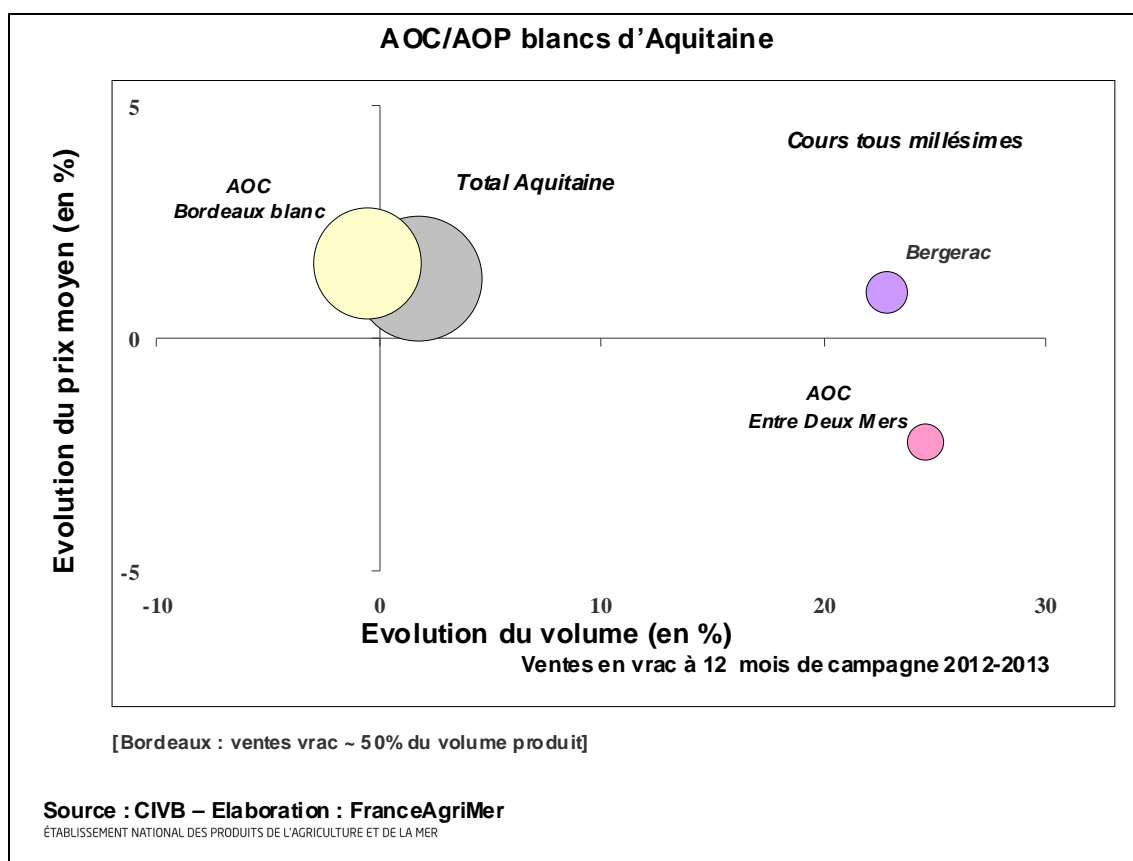 AOC/AOP blancs d'Aquitaine
Evolution du prix moyen (en %)
5
Cours tous millésimes
AOC
Bordeaux blanc
Total Aquitaine
Bergerac
0
AOC
Entre Deux Mers
-5
-10 0 10 20 30
Evolution du volume (en %)
Ventes en vrac à 12 mois de campagne 2012-2013
[Bordeaux : ventes vrac ~ 50% du volume produit]
Source : CIVB – Elaboration : FranceAgriMer
ÉTABLISSEMENT NATIONAL DES PRODUITS DE L'AGRICULTURE ET DE LA MER